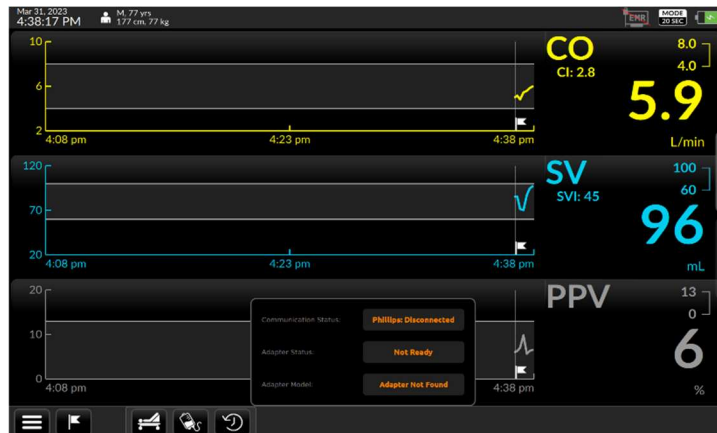 Mar 31, 2023
4:38:17 PM
M, 77 yrs
177 cm, 77 kg
EMR
MODE
20 SEC
10
6
2
4:08 pm
4:23 pm
4:38 pm
CO
CI: 2.8
8.0
4.0
5.9
L/min
120
70
20
4:08 pm
4:23 pm
4:38 pm
SV
SVI: 45
100
60
96
mL
20
10
0
4:08 pm
4:38 pm
PPV
13
0
6
%
Communication Status:
Phillips: Disconnected
Adapter Status:
Not Ready
Adapter Model:
Adapter Not Found